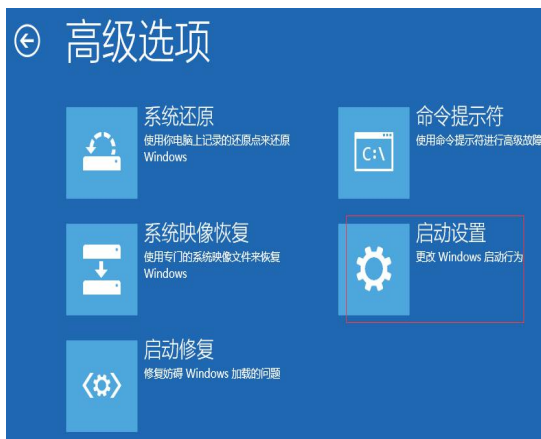 高级选项
系统还原
使用你电脑上记录的还原点来还原
Windows
命令提示符
使用命令提示符进行高级故障
C:\
系统映像恢复
使用专门的系统映像文件来恢复
Windows
启动设置
更改 Windows 启动行为
启动修复
修复妨碍 Windows 加载的问题